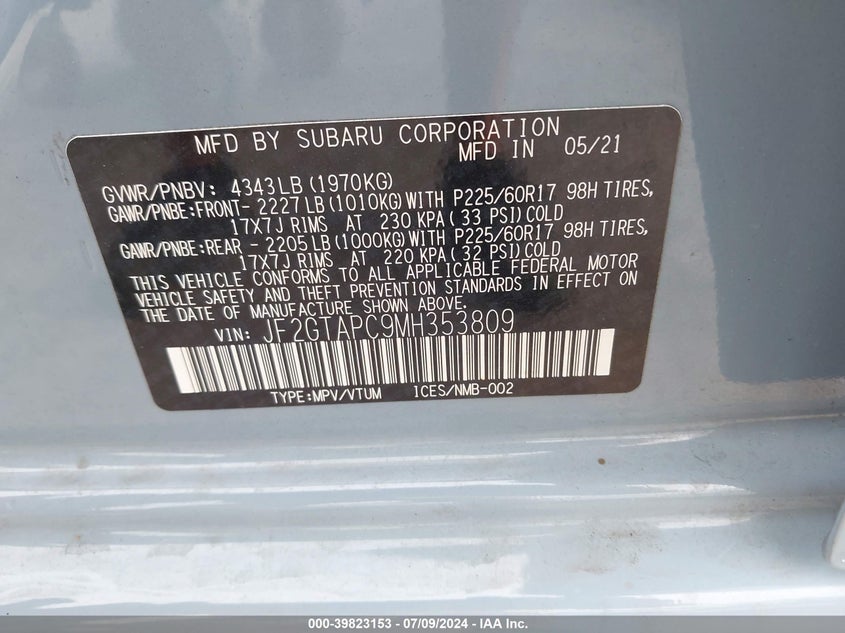 MFD BY SUBARU CORPORATION
MFD IN 05/21
GVWR/PNBV: 4343LB(1970KG)
GAWR/PNBE:FRONT- 2227LB(1010KG)WITH P225/60R17 98H TIRES,
17X7J RIMS AT 230 KPA( 33 PSI)COLD
GAWR/PNBE:REAR - 2205LB(1000KG)WITH P225/60R17 98H TIRES,
17X7J RIMS AT 220 KPA( 32 PSI)COLD
THIS VEHICLE CONFORMS TO ALL APPLICABLE FEDERAL MOTOR
VEHICLE SAFETY AND THEFT PREVENTION STANDARDS IN EFFECT ON
THE DATE OF MANUFACTURE SHOWN ABOVE.
VIN: JF2GTAPC9MH353809
TYPE:MPV/VTUM ICES/NMB-002
000-39823153 - 07/09/2024 - IAA Inc.